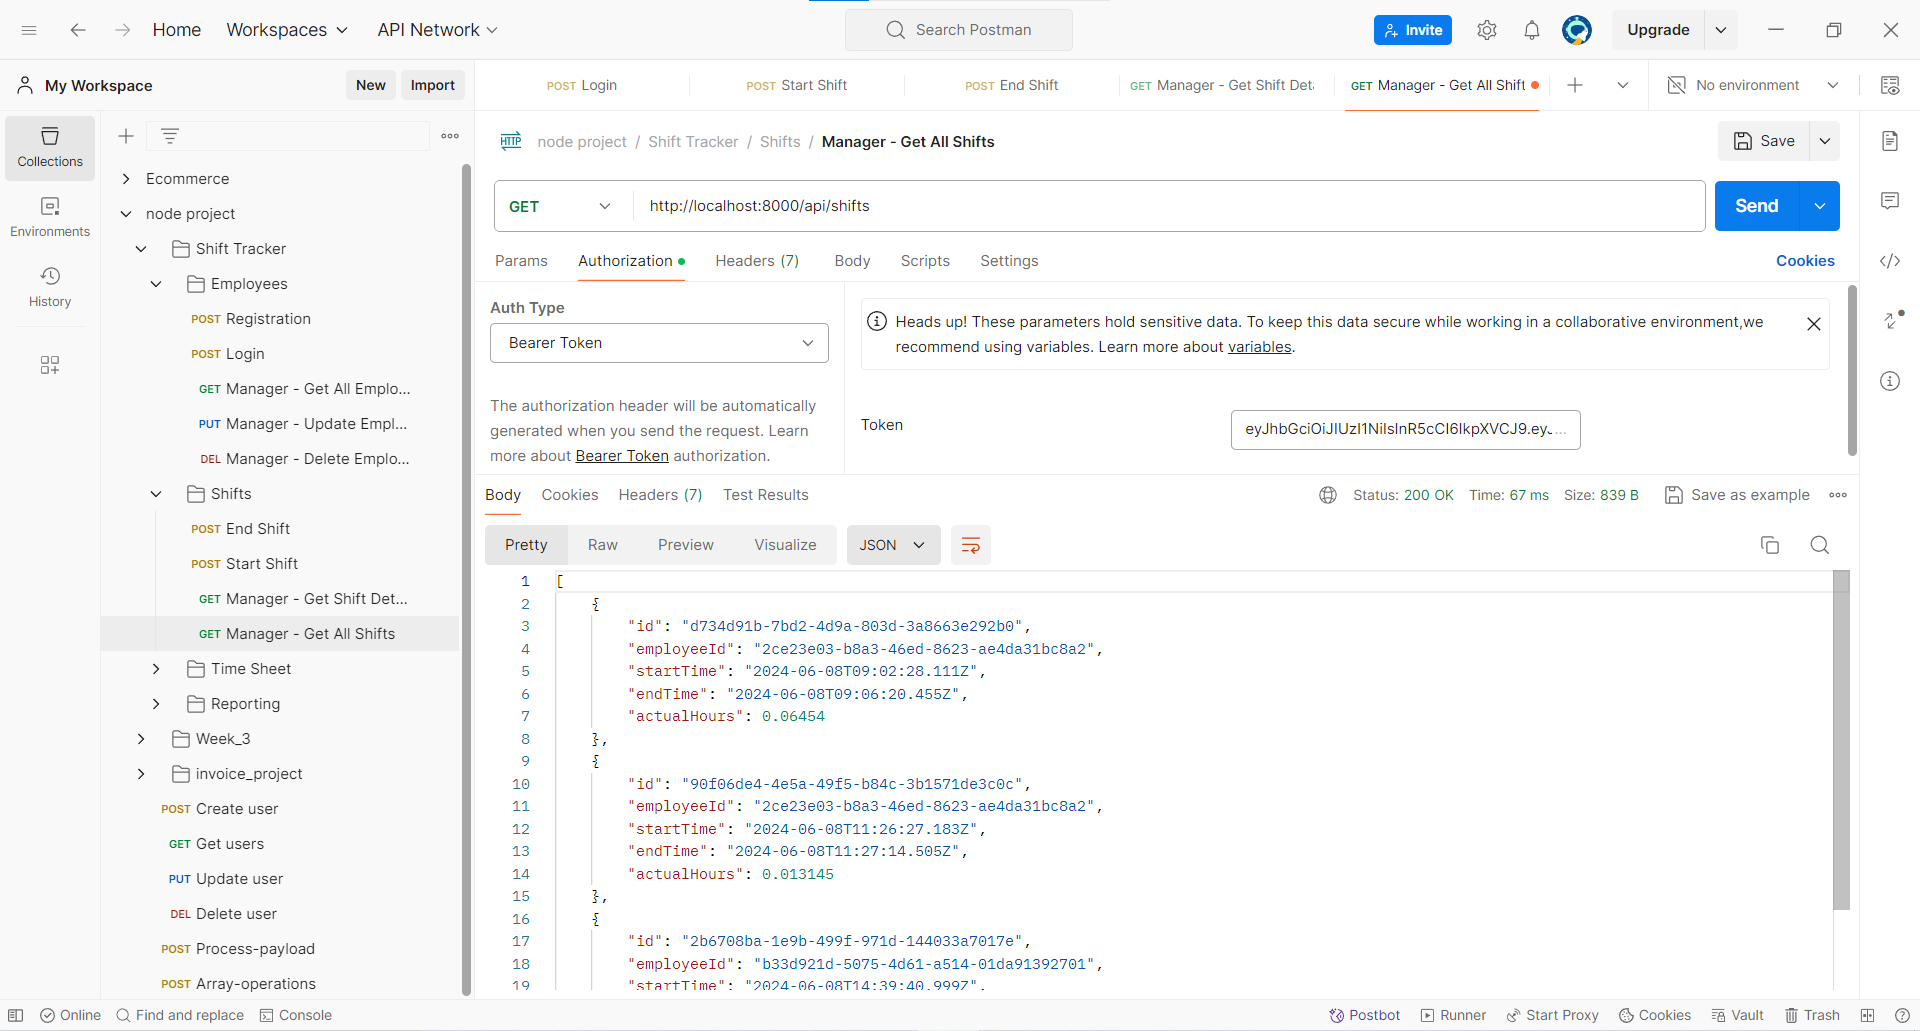 Home Workspaces API Network Search Postman Invite Upgrade
My Workspace New Import
POST Login POST Start Shift POST End Shift GET Manager - Get Shift Det GET Manager - Get All Shift No environment
Collections
Environments
History
Ecommerce
node project
Shift Tracker
Employees
POST Registration
POST Login
GET Manager - Get All Emplo...
PUT Manager - Update Empl...
DEL Manager - Delete Emplo...
Shifts
POST End Shift
POST Start Shift
GET Manager - Get Shift Det...
GET Manager - Get All Shifts
Time Sheet
Reporting
Week_3
invoice_project
POST Create user
GET Get users
PUT Update user
DEL Delete user
POST Process-payload
POST Array-operations
HTTP node project / Shift Tracker / Shifts / Manager - Get All Shifts Save
GET http://localhost:8000/api/shifts Send
Params Authorization Headers (7) Body Scripts Settings Cookies
Auth Type
Bearer Token
The authorization header will be automatically
generated when you send the request. Learn
more about Bearer Token authorization.
Heads up! These parameters hold sensitive data. To keep this data secure while working in a collaborative environment,we
recommend using variables. Learn more about variables.
Token
Body Cookies Headers (7) Test Results Status: 200 OK Time: 67 ms Size: 839 B Save as example
Pretty Raw Preview Visualize JSON
1 [
2 {
3 "id": "d734d91b-7bd2-4d9a-803d-3a8663e292b0",
4 "employeeId": "2ce23e03-b8a3-46ed-8623-ae4da31bc8a2",
5 "startTime": "2024-06-08T09:02:28.111Z",
6 "endTime": "2024-06-08T09:06:20.455Z",
7 "actualHours": 0.06454
8 },
9 {
10 "id": "90f06de4-4e5a-49f5-b84c-3b1571de3c0c",
11 "employeeId": "2ce23e03-b8a3-46ed-8623-ae4da31bc8a2",
12 "startTime": "2024-06-08T11:26:27.183Z",
13 "endTime": "2024-06-08T11:27:14.505Z",
14 "actualHours": 0.013145
15 },
16 {
17 "id": "2b6708ba-1e9b-499f-971d-144033a7017e",
18 "employeeId": "b33d921d-5075-4d61-a514-01da91392701",
19 "startTime": "2024-06-08T14:39:40.999Z",
Online Find and replace Console Postbot Runner Start Proxy Cookies Vault Trash